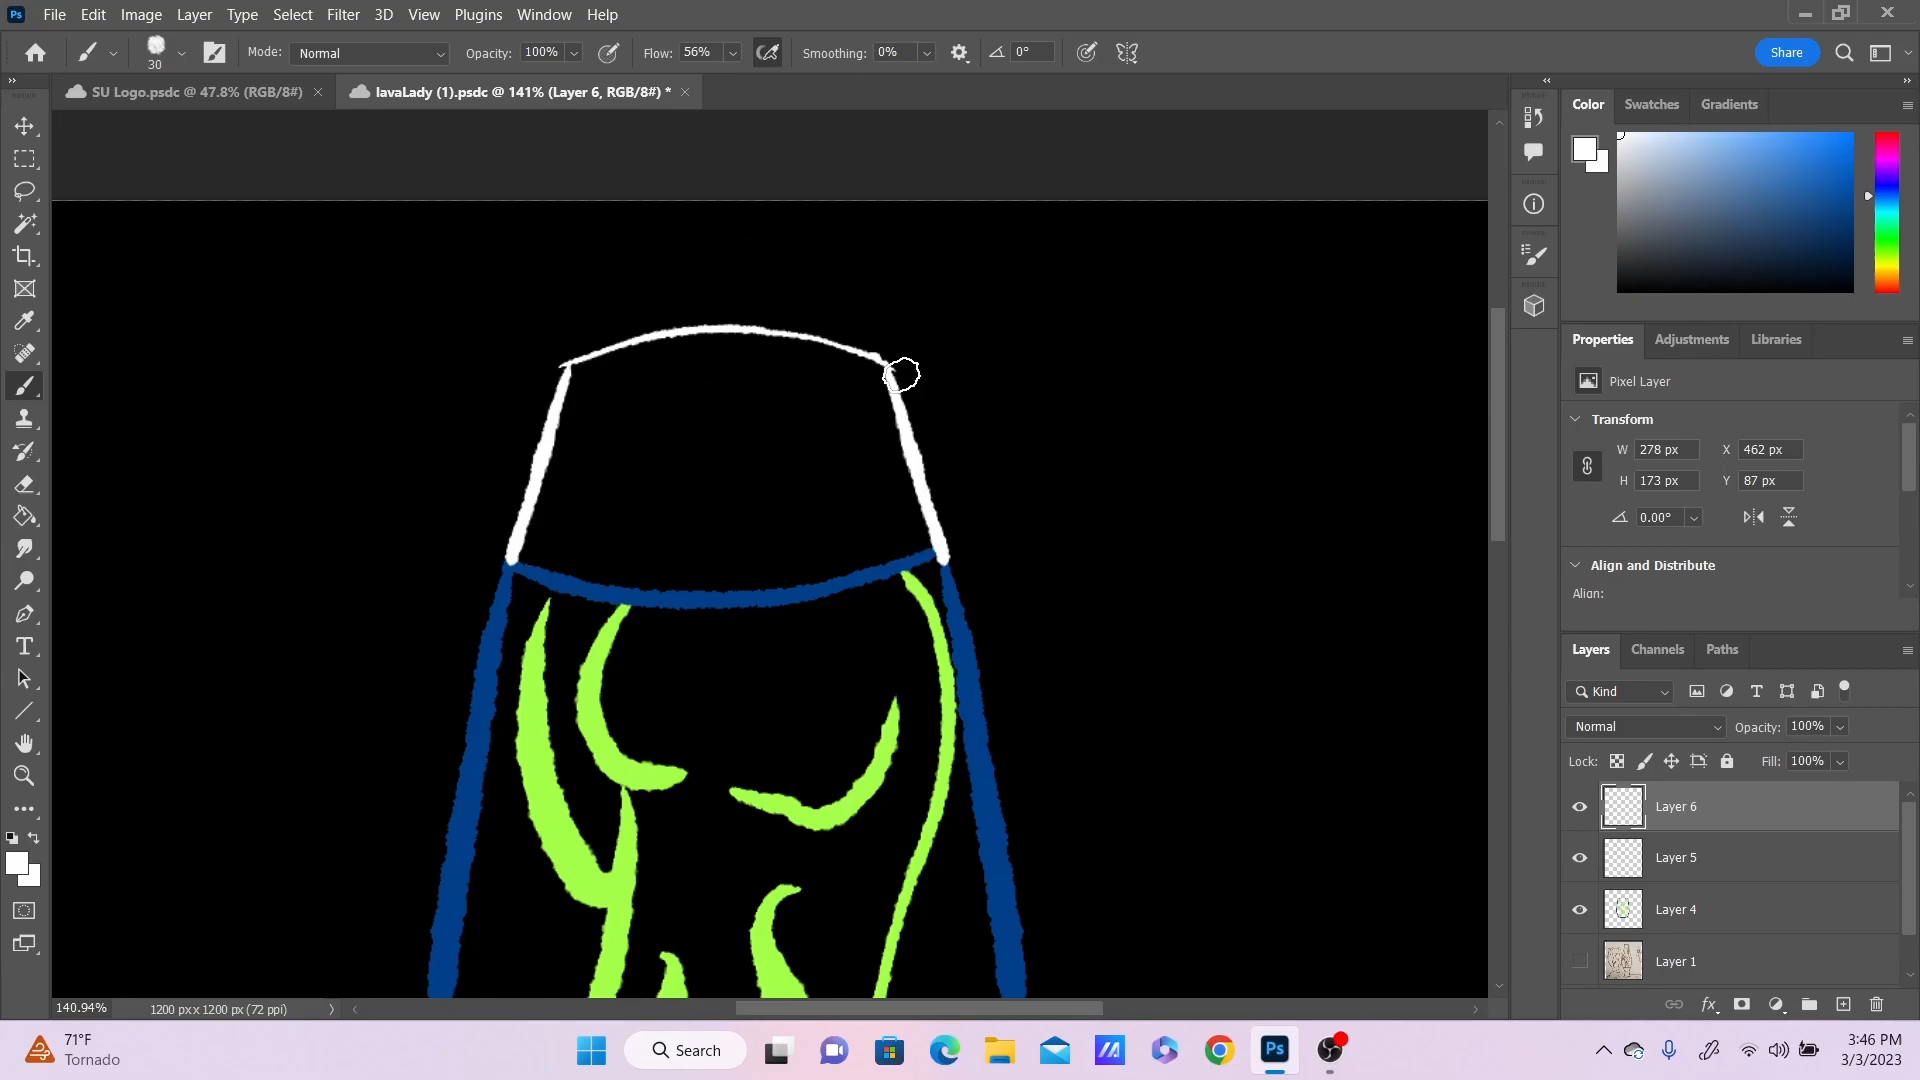 Ps File Edit Image Layer Type Select Filter 3D View Plugins Window Help
30 Mode: Normal Opacity: 100% Flow: 56% Smoothing: 0% 0° Share
SU Logo.psdc @ 47.8% (RGB/8#) lavaLady (1).psdc @ 141% (Layer 6, RGB/8#) *
Color Swatches Gradients
Properties Adjustments Libraries
Pixel Layer
Transform
W 278 px X 462 px
H 173 px Y 87 px
0.00°
Align and Distribute
Align:
Layers Channels Paths
Kind
Normal Opacity: 100%
Lock: Fill: 100%
Layer 6
Layer 5
Layer 4
Layer 1
140.94% 1200 px x 1200 px (72 ppi)
71°F
Tornado
Search
Ps
3:46 PM
3/3/2023